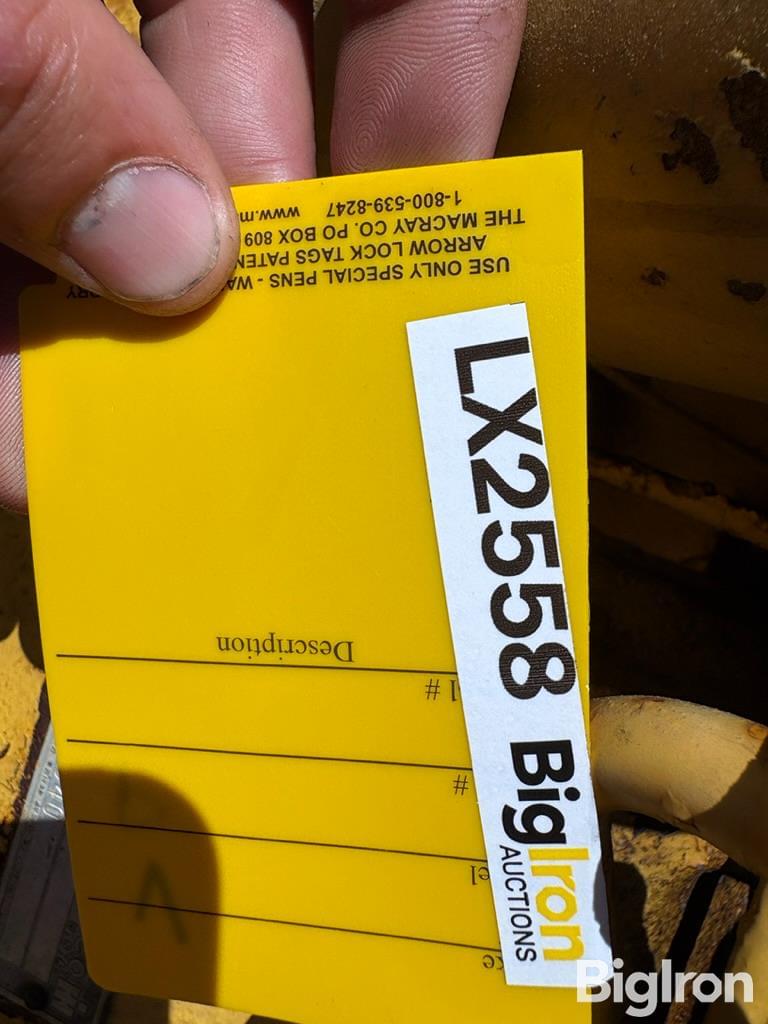 LX2558 BigIron
AUCTIONS
USE ONLY SPECIAL PENS -
ARROW LOCK TAGS
THE MACRAY CO. PO BOX 809
1-800-539-8247 www.m
Description
#
#
BigIron